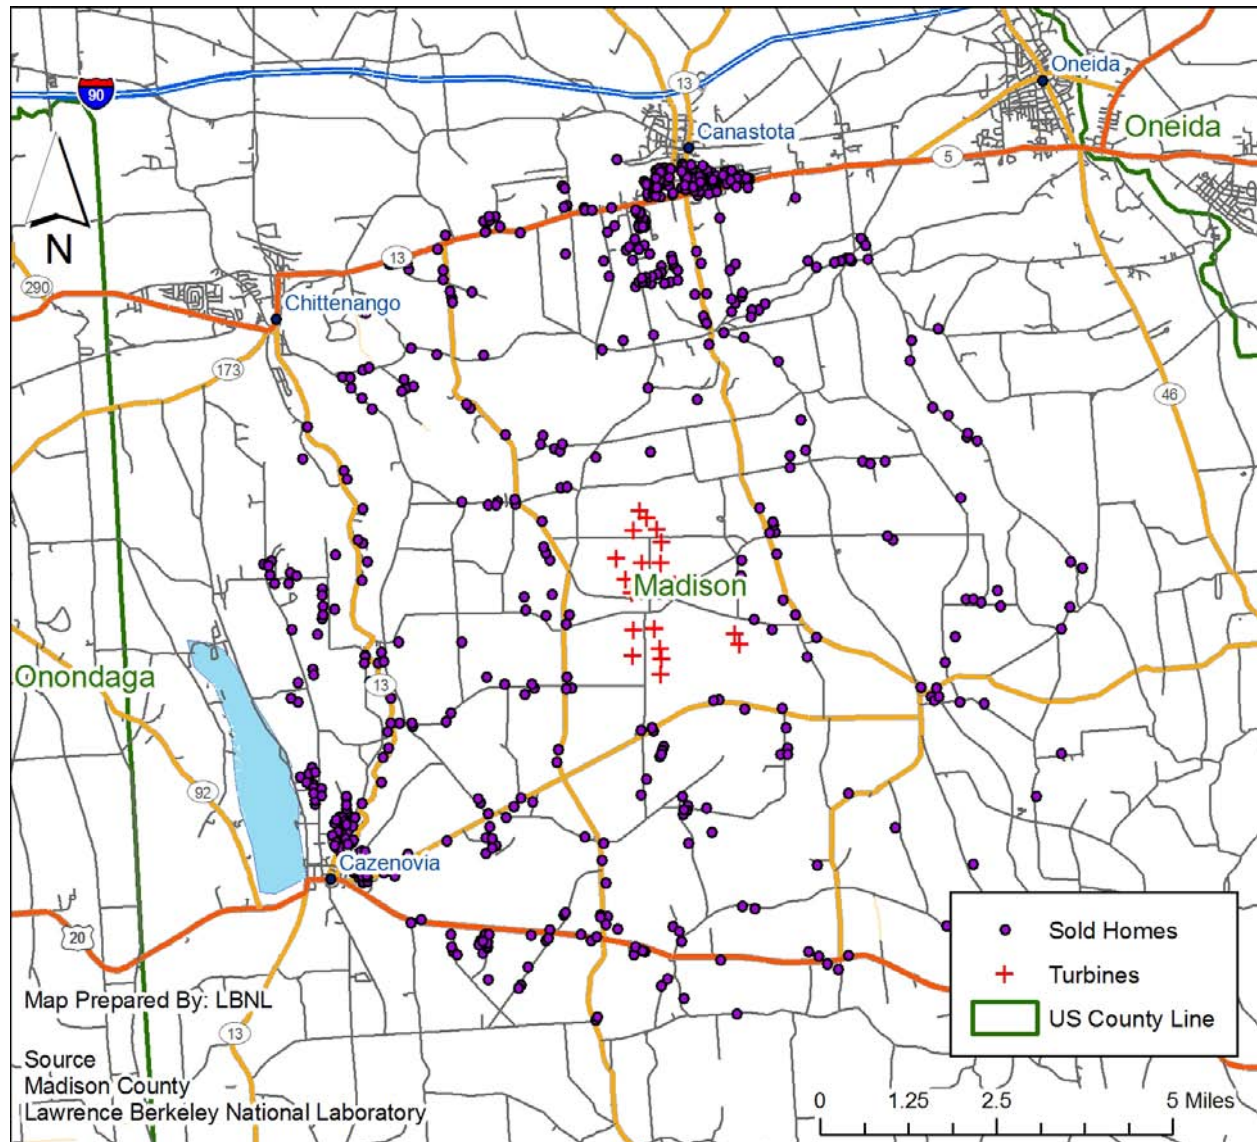 Oneida
13
90
Canastota
Oneida
5
N
13
290
Chittenango
173
46
Madison
Onondaga
13
92
Cazenovia
20
Sold Homes
Turbines
US County Line
Map Prepared By: LBNL
13
Source
Madison County
Lawrence Berkeley National Laboratory
0 1.25 2.5 5 Miles